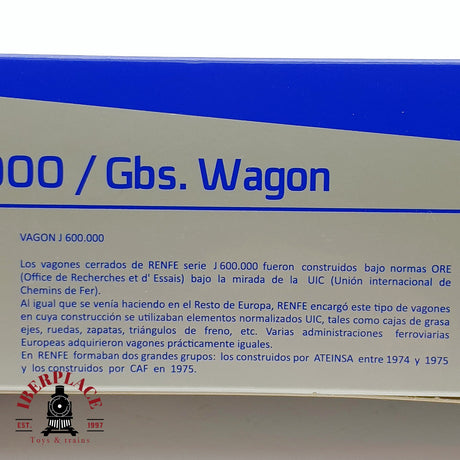 000 / Gbs. Wagon
VAGON J 600.000
Los vagones cerrados de RENFE serie J 600.000 fueron construidos bajo normas ORE
(Office de Recherches et d' Essais) bajo la mirada de la UIC (Unión internacional de
Chemins de Fer).
Al igual que se venía haciendo en el Resto de Europa, RENFE encargó este tipo de vagones
en cuya construcción se utilizaban elementos normalizados UIC, tales como cajas de grasa
ejes, ruedas, zapatas, triángulos de freno, etc. Varias administraciones ferroviarias
Europeas adquirieron vagones prácticamente iguales.
En RENFE formaban dos grandes grupos: los construidos por ATEINSA entre 1974 y 1975
y los construidos por CAF en 1975.
IBERPLACE
EST. 1997
Toys & trains